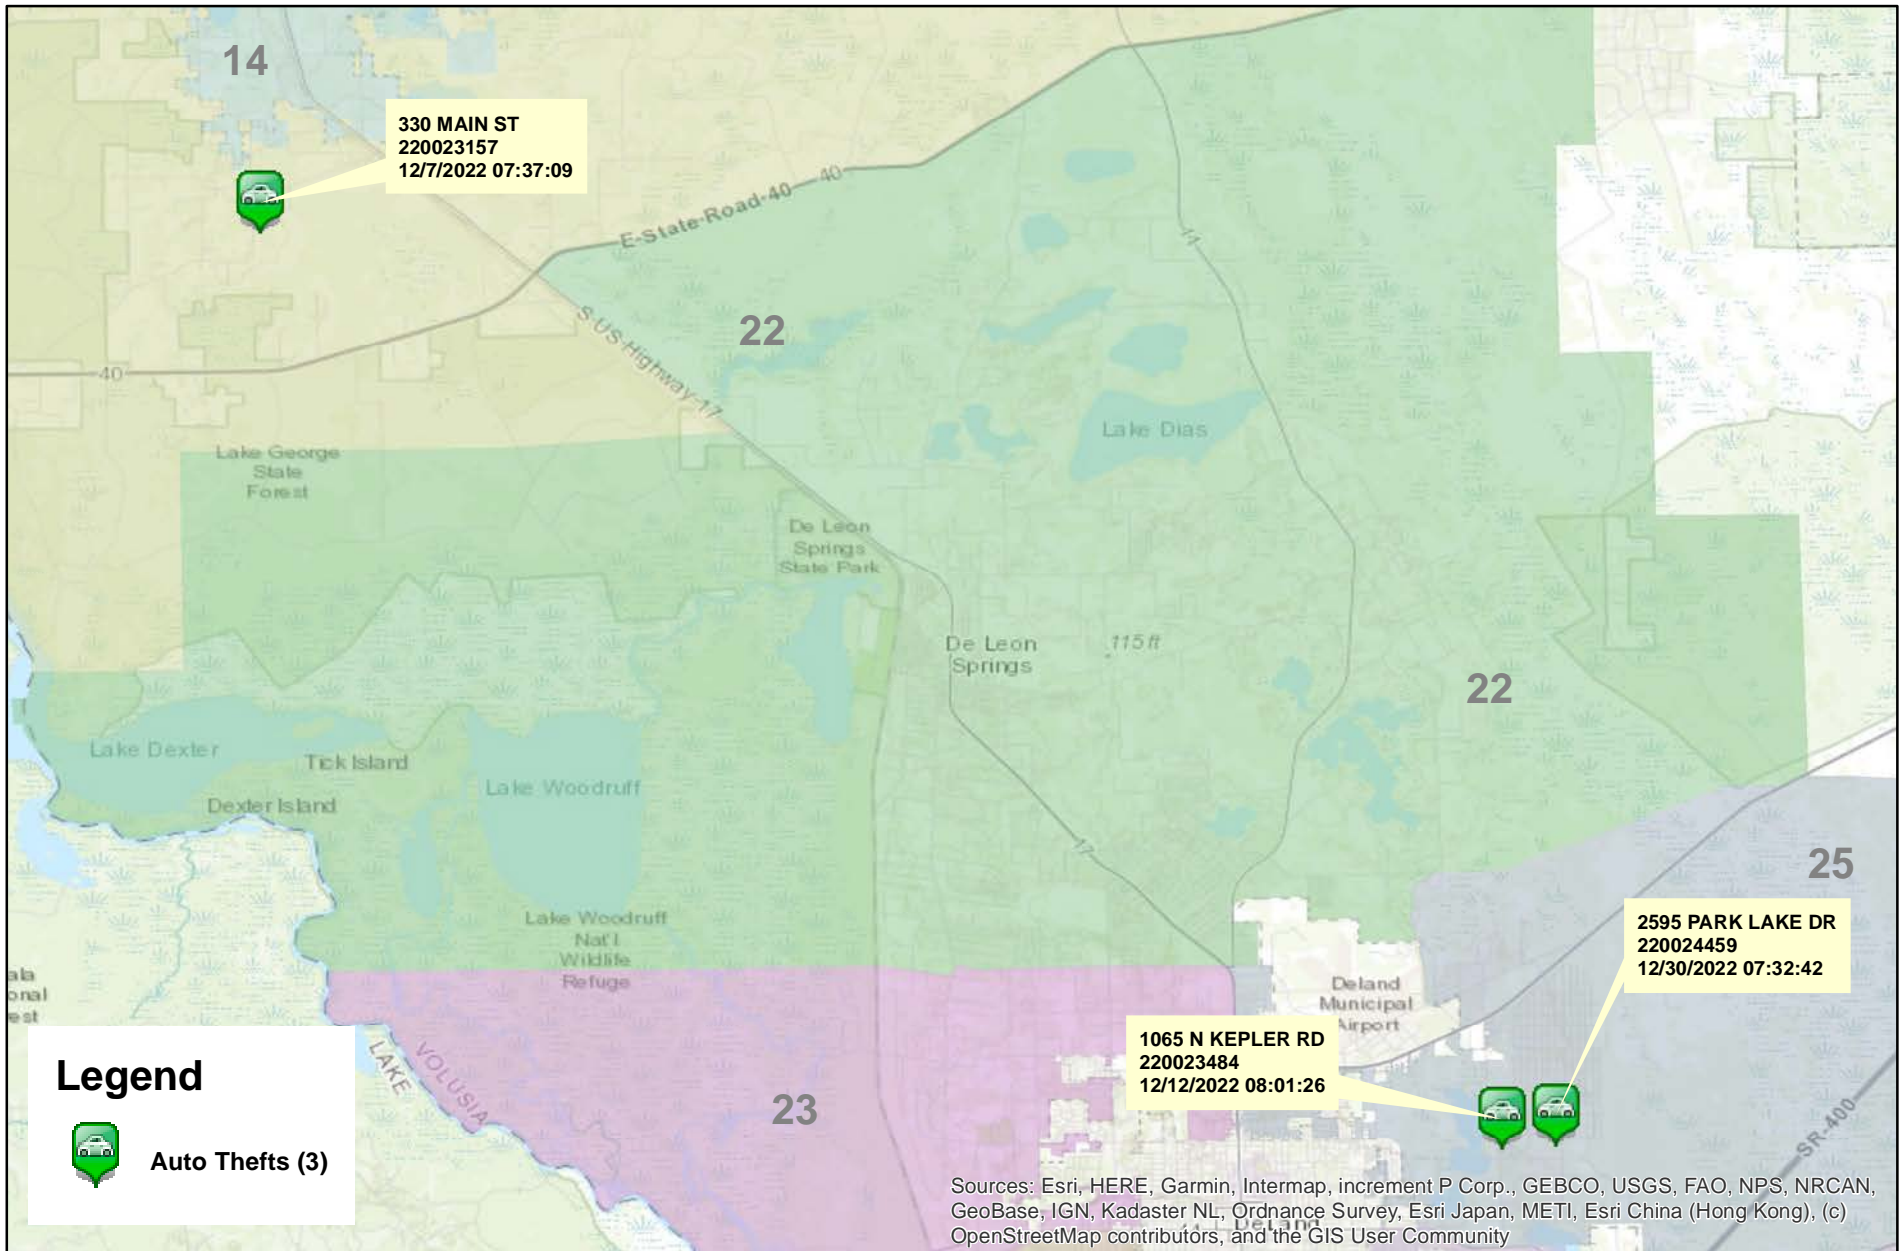 14
330 MAIN ST
220023157
12/7/2022 07:37:09
E-State-Road-40
40
40
S-US-Highway-17
22
11
Lake Dias
Lake George
State
Forest
De Leon
Springs
State Park
De Leon
Springs
115 ft
22
Lake Dexter
Tick Island
Dexter Island
Lake Woodruff
17
25
Lake Woodruff
Nat'l
Wildlife
Refuge
2595 PARK LAKE DR
220024459
12/30/2022 07:32:42
Deland
Municipal
Airport
1065 N KEPLER RD
220023484
12/12/2022 08:01:26
ala
onal
est
LAKE
VOLUSIA
23
SR-400
Legend
Auto Thefts (3)
DeLand
Sources: Esri, HERE, Garmin, Intermap, increment P Corp., GEBCO, USGS, FAO, NPS, NRCAN,
GeoBase, IGN, Kadaster NL, Ordnance Survey, Esri Japan, METI, Esri China (Hong Kong), (c)
OpenStreetMap contributors, and the GIS User Community